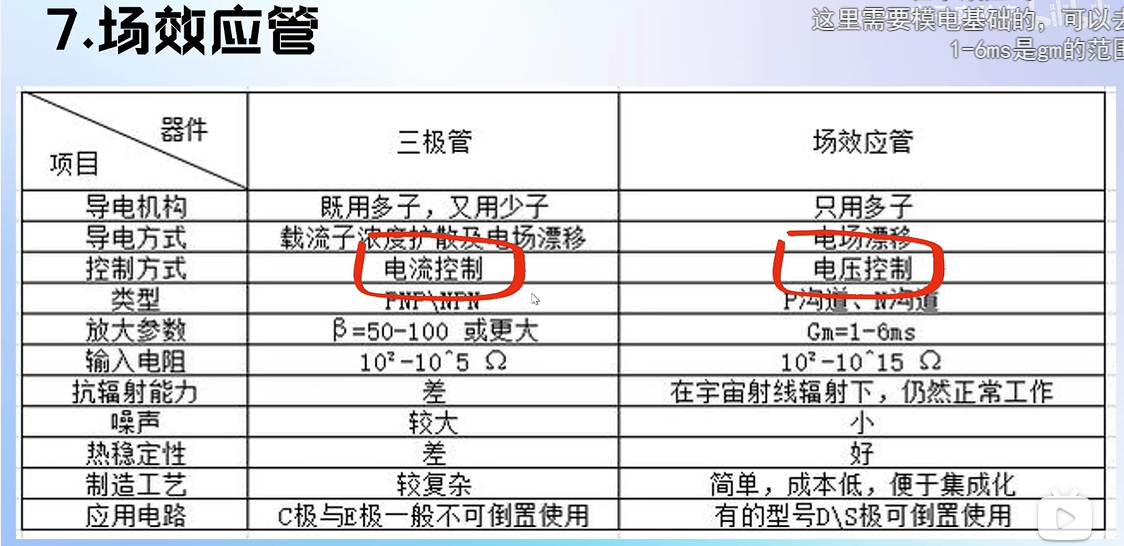 7.场效应管
这里需要模电基础的,可以去
1-6ms是gm的范围
器件
项目
三极管
场效应管
导电机构
既用多子,又用少子
只用多子
导电方式
载流子浓度扩散及电场漂移
电场漂移
控制方式
电流控制
电压控制
类型
PNP\NPN
P沟道、N沟道
放大参数
β=50-100 或更大
Gm=1-6ms
输入电阻
10²-10^5 Ω
10²-10^15 Ω
抗辐射能力
差
在宇宙射线辐射下,仍然正常工作
噪声
较大
小
热稳定性
差
好
制造工艺
较复杂
简单,成本低,便于集成化
应用电路
C极与E极一般不可倒置使用
有的型号D\S极可倒置使用